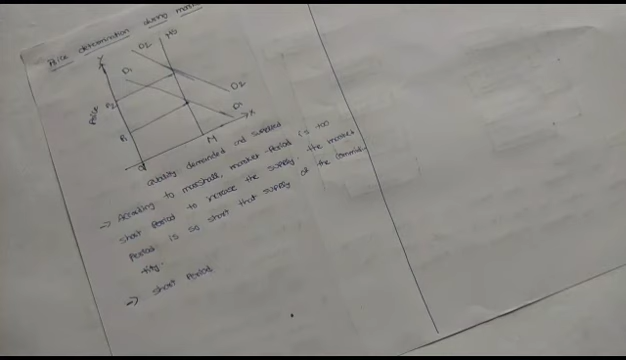 Price determination during market
Y
D2
MS
D1
P2
Price
P1
D2
D1
X
O
M
Quantity demanded and supplied
-> According to marshall, market-Period is too
short Period to increase the supply. the market
Period is so short that supply of the commod-
tity.
-> short Period